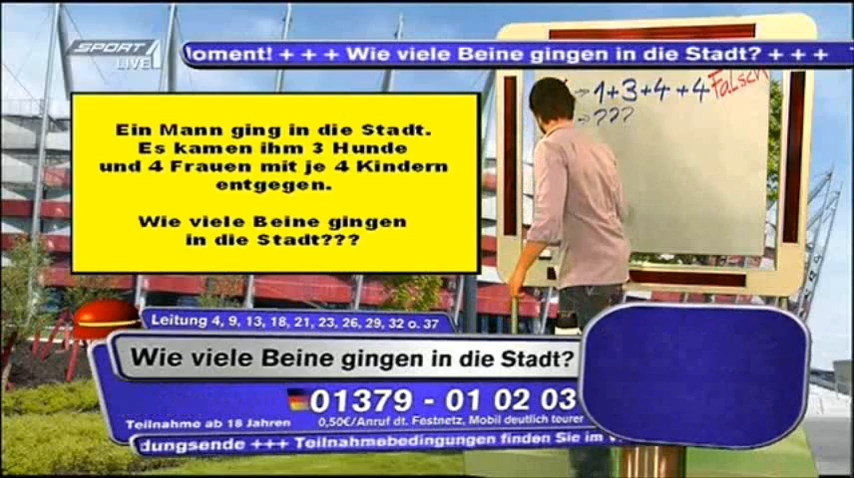 SPORT1
LIVE
Moment! + + + Wie viele Beine gingen in die Stadt? + + +
1+3+4+4 Falsch
???
Ein Mann ging in die Stadt.
Es kamen ihm 3 Hunde
und 4 Frauen mit je 4 Kindern
entgegen.
Wie viele Beine gingen
in die Stadt???
Leitung 4, 9, 13, 18, 21, 23, 26, 29, 32 o. 37
Wie viele Beine gingen in die Stadt?
01379 - 01 02 03
Teilnahme ab 18 Jahren 0,50€/Anruf dt. Festnetz, Mobil deutlich teurer
dungsende +++ Teilnahmebedingungen finden Sie im